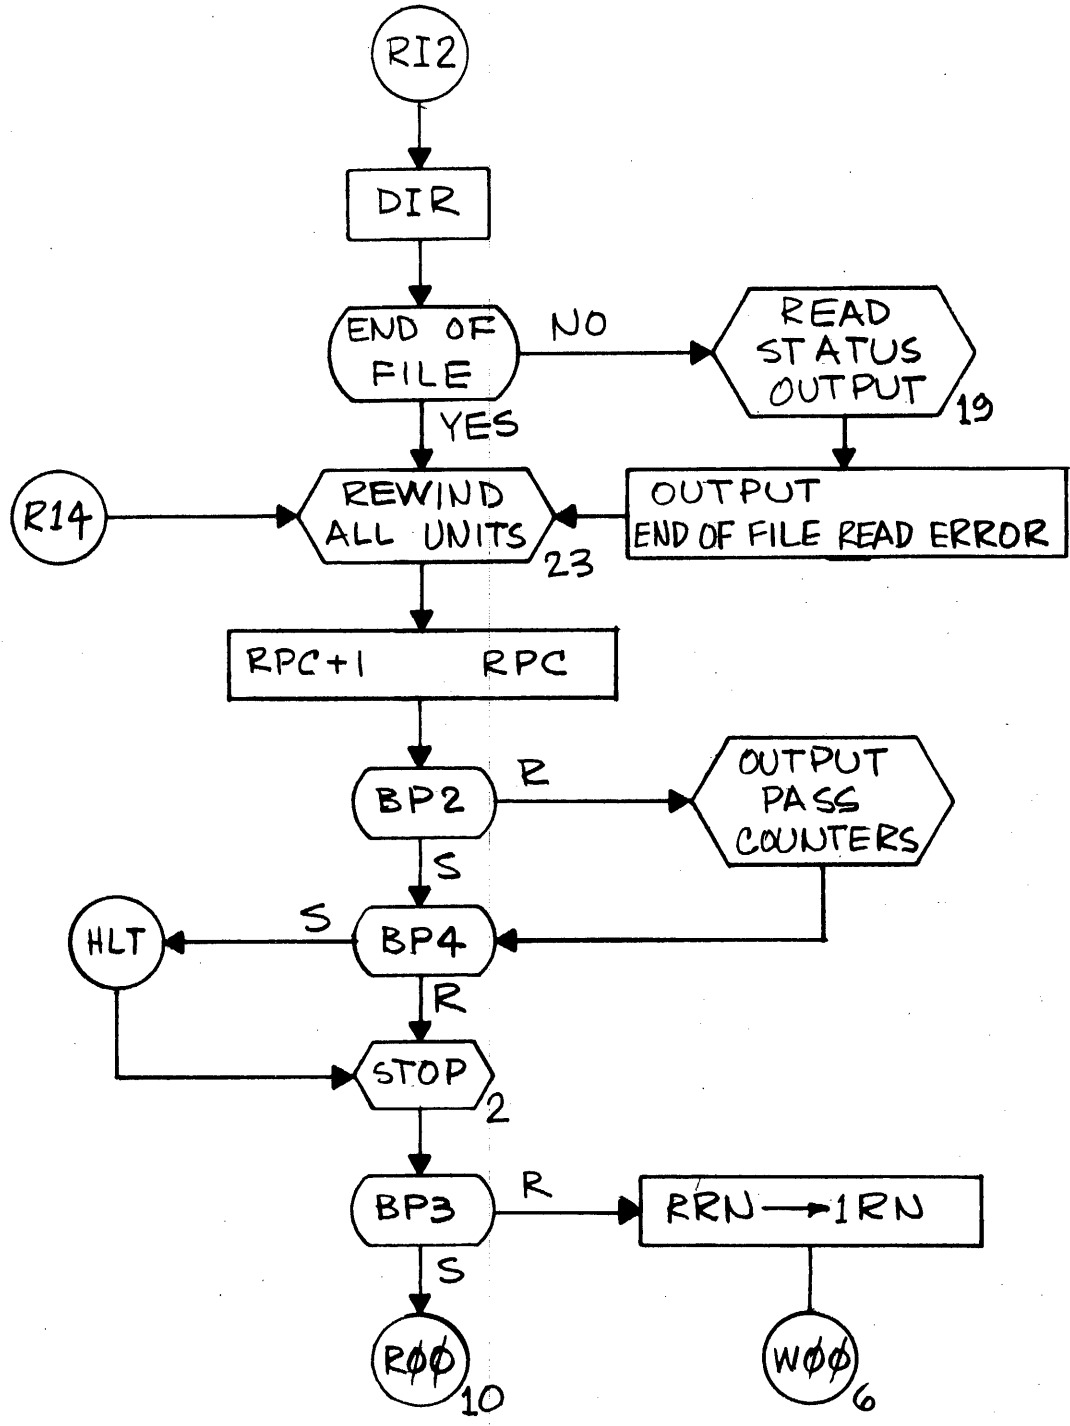 RI2
DIR
END OF
FILE
NO
READ
STATUS
OUTPUT
19
YES
R14
REWIND
ALL UNITS
23
OUTPUT
END OF FILE READ ERROR
RPC+1 RPC
BP2
R
OUTPUT
PASS
COUNTERS
S
HLT
S
BP4
R
STOP
2
BP3
R
RRN → 1RN
S
RØØ
10
WØØ
6